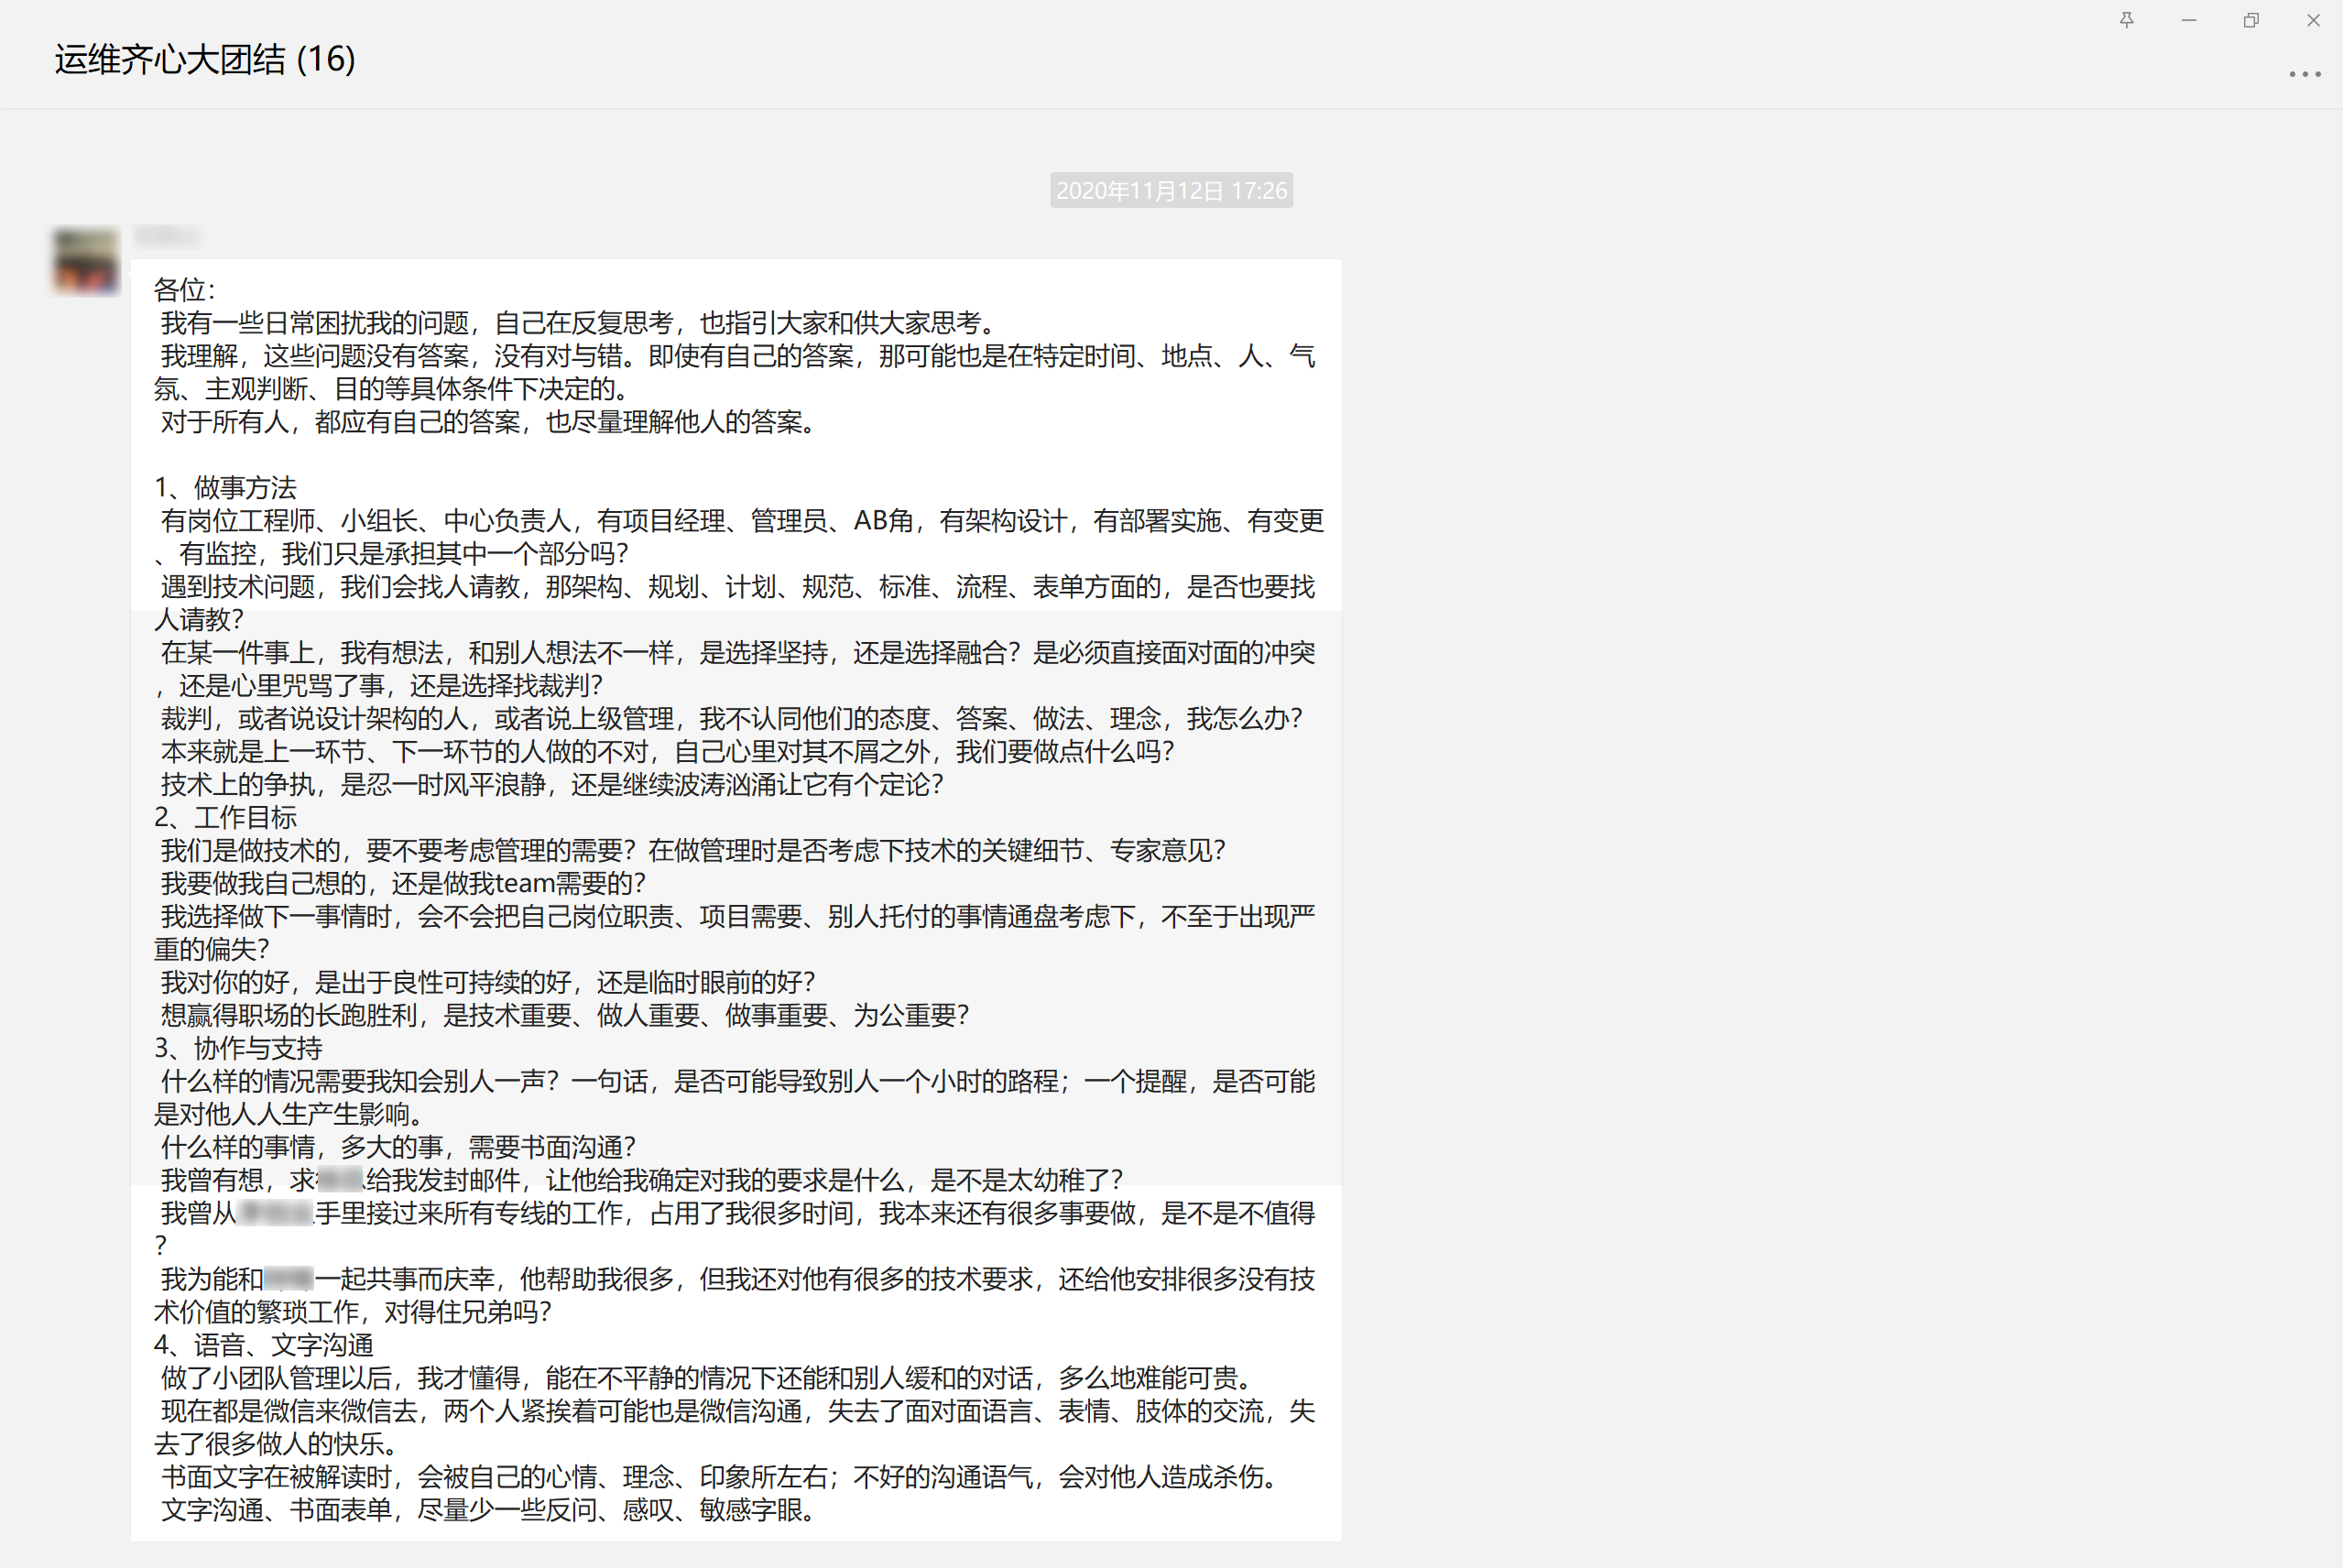 运维齐心大团结 (16)
2020年11月12日 17:26
各位：
我有一些日常困扰我的问题，自己在反复思考，也指引大家和供大家思考。
我理解，这些问题没有答案，没有对与错。即使有自己的答案，那可能也是在特定时间、地点、人、气
氛、主观判断、目的等具体条件下决定的。
对于所有人，都应有自己的答案，也尽量理解他人的答案。
1、做事方法
有岗位工程师、小组长、中心负责人，有项目经理、管理员、AB角，有架构设计，有部署实施、有变更
、有监控，我们只是承担其中一个部分吗？
遇到技术问题，我们会找人请教，那架构、规划、计划、规范、标准、流程、表单方面的，是否也要找
人请教？
在某一件事上，我有想法，和别人想法不一样，是选择坚持，还是选择融合？是必须直接面对面的冲突
，还是心里咒骂了事，还是选择找裁判？
裁判，或者说设计架构的人，或者说上级管理，我不认同他们的态度、答案、做法、理念，我怎么办？
本来就是上一环节、下一环节的人做的不对，自己心里对其不屑之外，我们要做点什么吗？
技术上的争执，是忍一时风平浪静，还是继续波涛汹涌让它有个定论？
2、工作目标
我们是做技术的，要不要考虑管理的需要？在做管理时是否考虑下技术的关键细节、专家意见？
我要做我自己想的，还是做我team需要的？
我选择做下一事情时，会不会把自己岗位职责、项目需要、别人托付的事情通盘考虑下，不至于出现严
重的偏失？
我对你的好，是出于良性可持续的好，还是临时眼前的好？
想赢得职场的长跑胜利，是技术重要、做人重要、做事重要、为公重要？
3、协作与支持
什么样的情况需要我知会别人一声？一句话，是否可能导致别人一个小时的路程；一个提醒，是否可能
是对他人人生产生影响。
什么样的事情，多大的事，需要书面沟通？
我曾有想，求给我发封邮件，让他给我确定对我的要求是什么，是不是太幼稚了？
我曾从手里接过来所有专线的工作，占用了我很多时间，我本来还有很多事要做，是不是不值得
？
我为能和一起共事而庆幸，他帮助我很多，但我还对他有很多的技术要求，还给他安排很多没有技
术价值的繁琐工作，对得住兄弟吗？
4、语音、文字沟通
做了小团队管理以后，我才懂得，能在不平静的情况下还能和别人缓和的对话，多么地难能可贵。
现在都是微信来微信去，两个人紧挨着可能也是微信沟通，失去了面对面语言、表情、肢体的交流，失
去了很多做人的快乐。
书面文字在被解读时，会被自己的心情、理念、印象所左右；不好的沟通语气，会对他人造成杀伤。
文字沟通、书面表单，尽量少一些反问、感叹、敏感字眼。